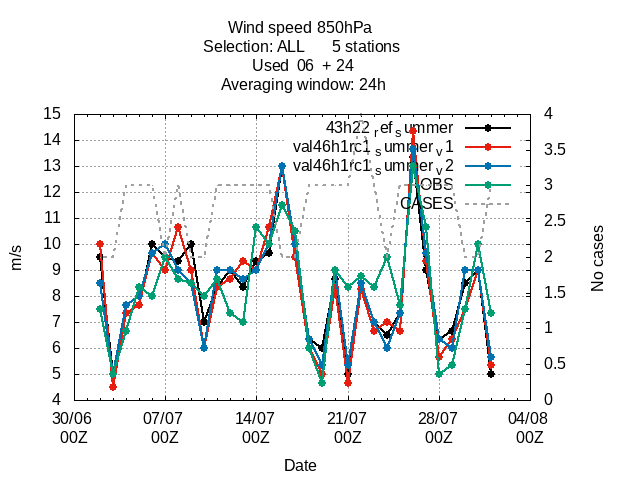 Wind speed 850hPa
Selection: ALL 5 stations
Used 06 + 24
Averaging window: 24h
43h22_ref_summer
val46h1rc1_summer_v1
val46h1rc1_summer_v2
OBS
CASES
15
14
13
12
11
10
9
8
7
6
5
4
m/s
4
3.5
3
2.5
2
1.5
1
0.5
0
No cases
30/06 07/07 14/07 21/07 28/07 04/08
00Z 00Z 00Z 00Z 00Z 00Z
Date